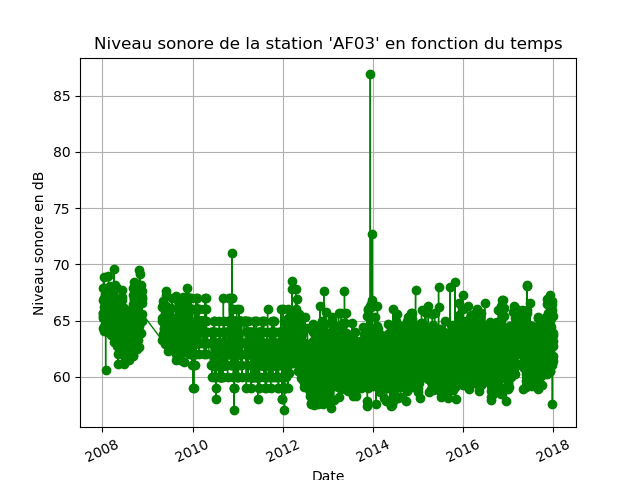 Niveau sonore de la station 'AF03' en fonction du temps
85
80
75
70
65
60
Niveau sonore en dB
2008 2010 2012 2014 2016 2018
Date